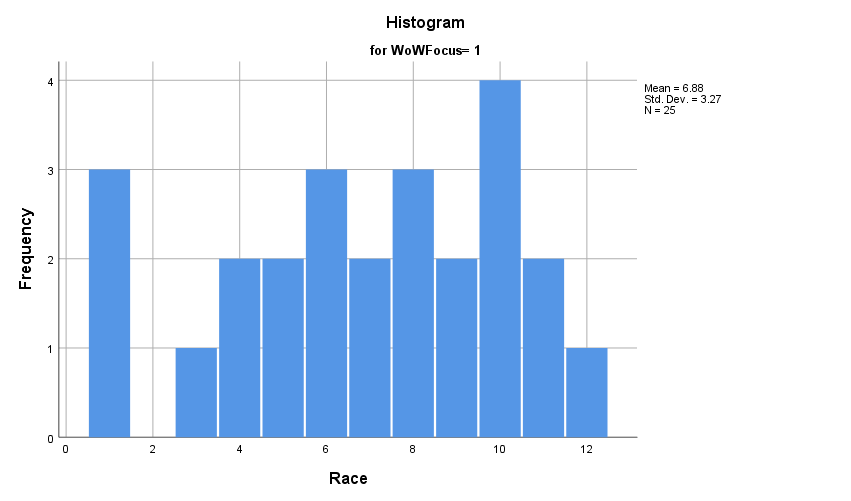 Histogram
for WoWFocus= 1
Mean = 6.88
Std. Dev. = 3.27
N = 25
Frequency
4
3
2
1
0
0 2 4 6 8 10 12
Race